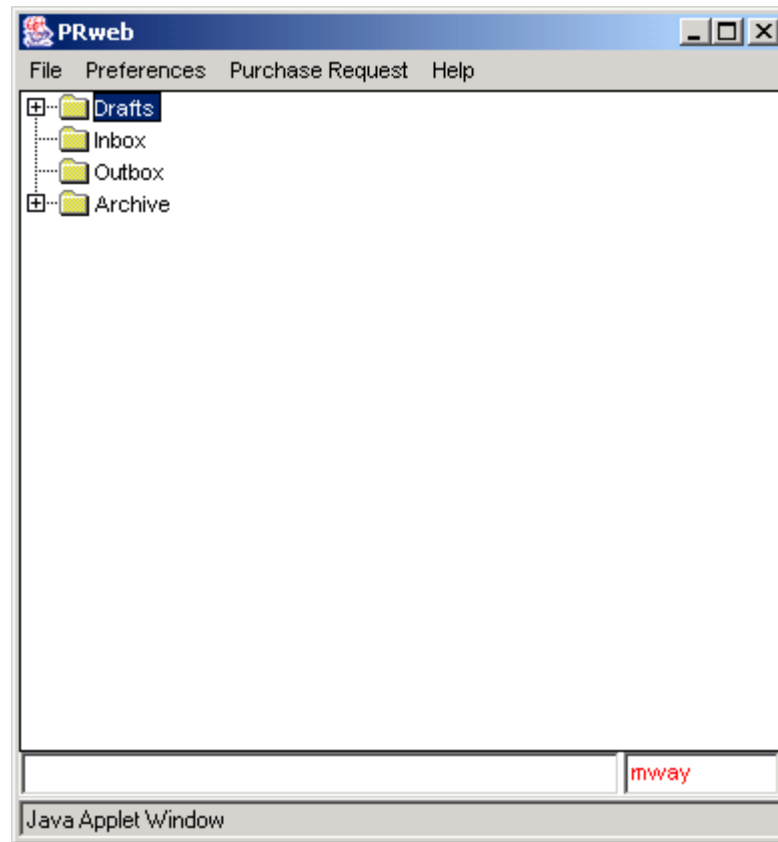 PRweb
File Preferences Purchase Request Help
Drafts
Inbox
Outbox
Archive
mway
Java Applet Window